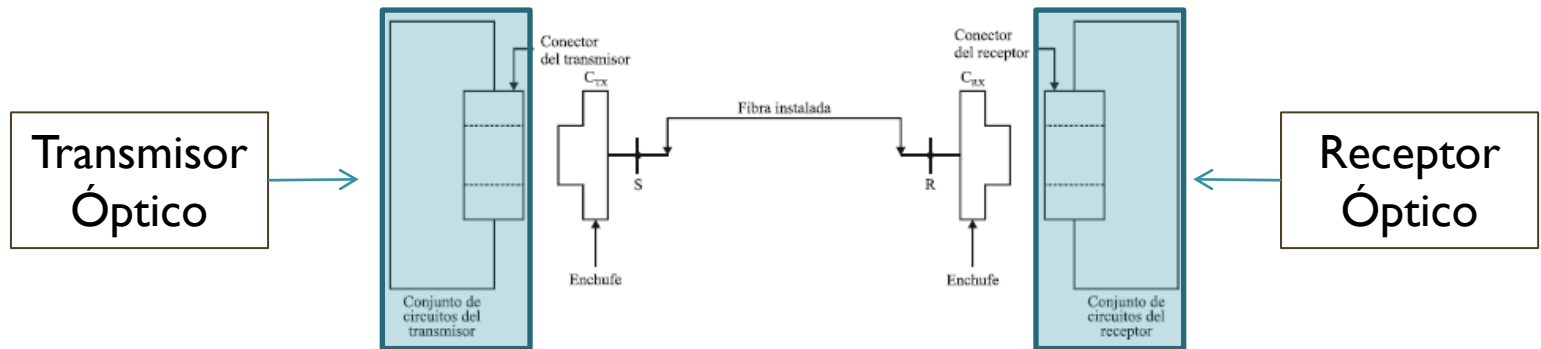 Transmisor
Óptico
Conector
del transmisor
C_TX
Fibra instalada
S
Enchufe
Conjunto de
circuitos del
transmisor
Conector
del receptor
C_RX
R
Enchufe
Conjunto de
circuitos del
receptor
Receptor
Óptico